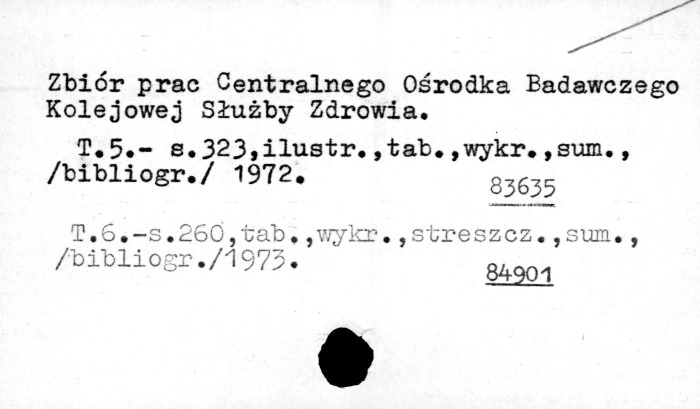 Zbiór prac Centralnego Ośrodka Badawczego
Kolejowej Służby Zdrowia.
T.5.- s.323,ilustr.,tab.,wykr.,sum.,
/bibliogr./ 1972.
83635
T.6.-s.260,tab.,wykr.,streszcz.,sum.,
/bibliogr./1973.
84901